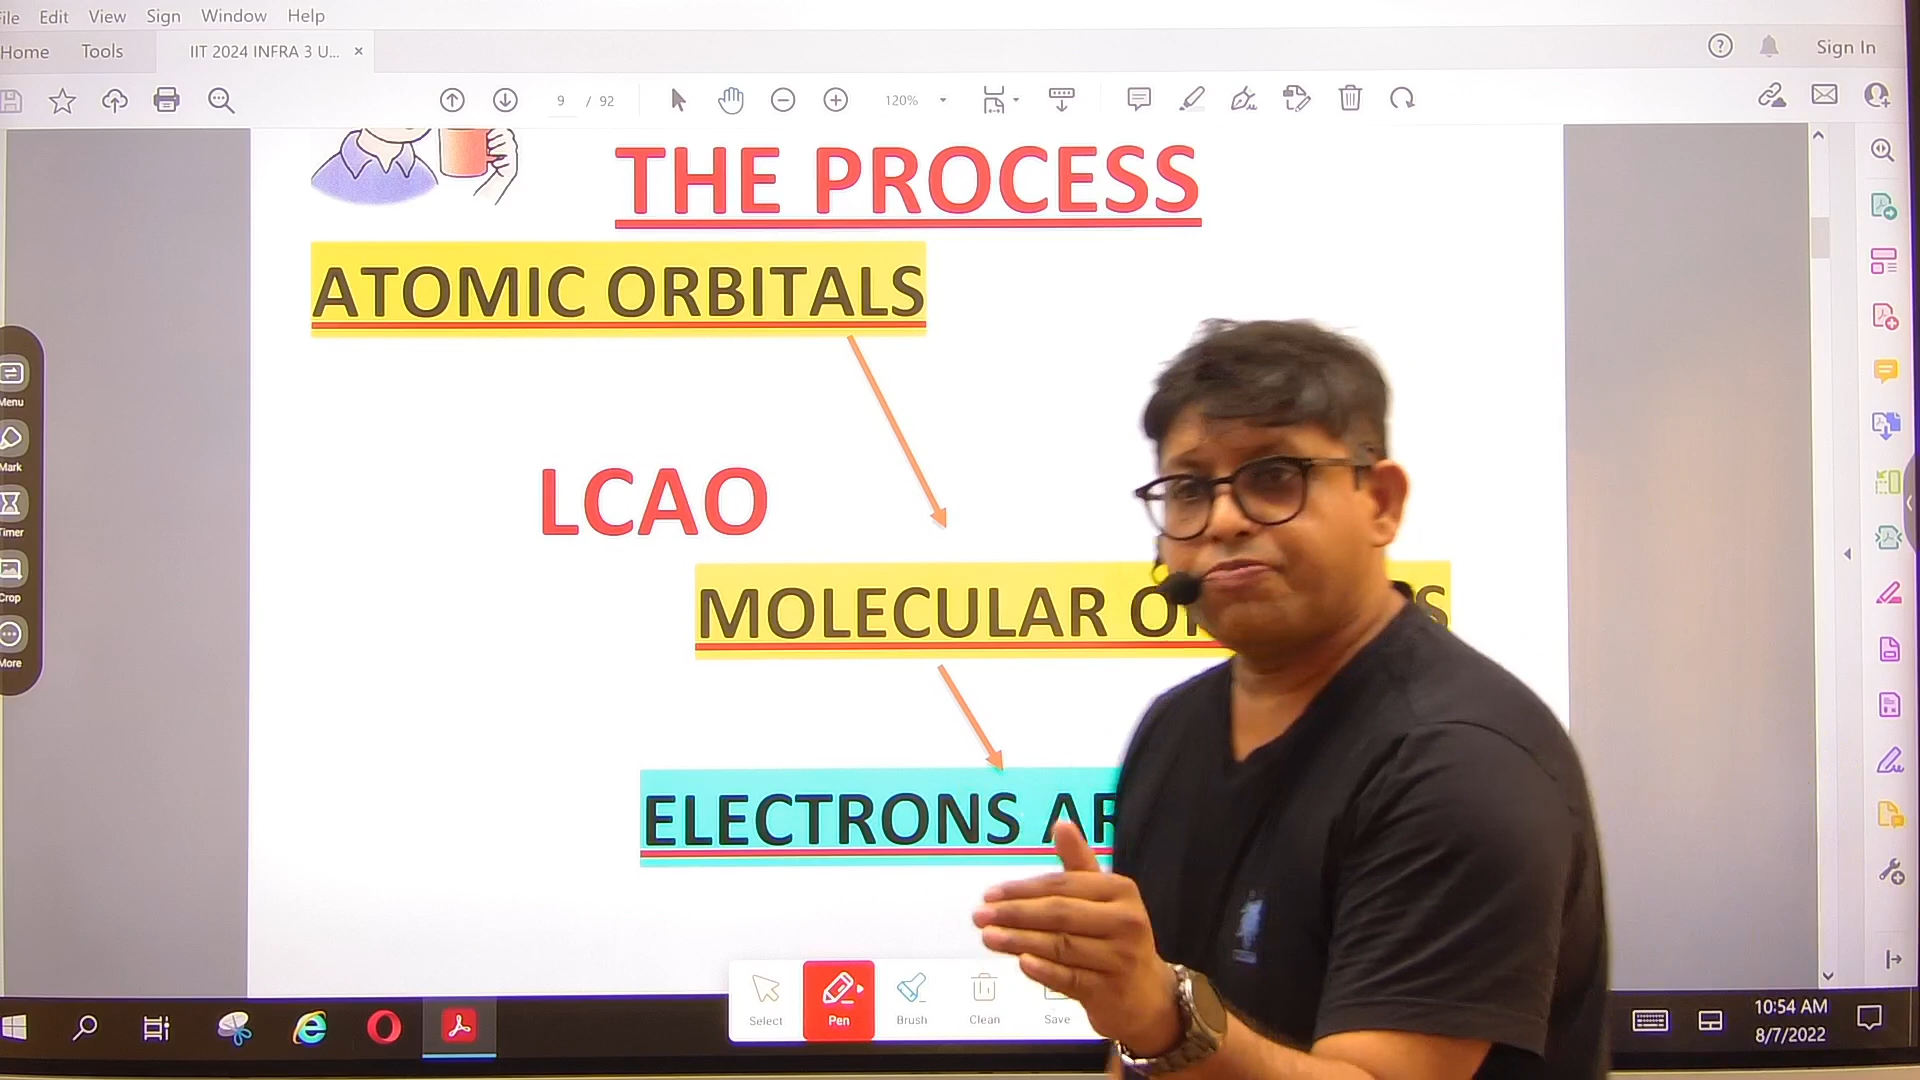 File Edit View Sign Window Help
Home Tools IIT 2024 INFRA 3 U... × Sign In
9 / 92 120%
THE PROCESS
ATOMIC ORBITALS
LCAO
MOLECULAR
ELECTRONS
Menu
Mark
Timer
Crop
More
Select Pen Brush Clean Save
10:54 AM
8/7/2022